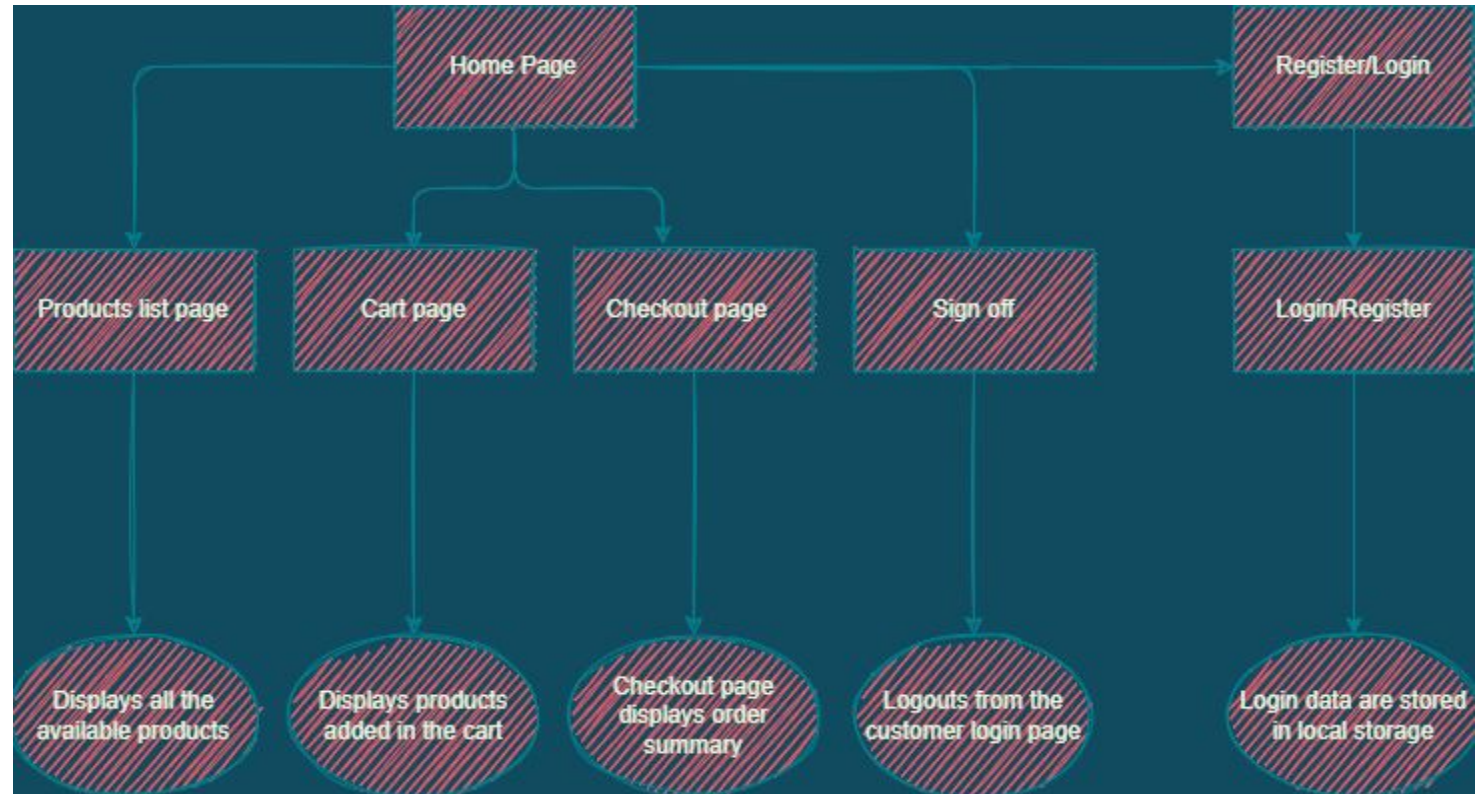 Home Page
Register/Login
Products list page
Cart page
Checkout page
Sign off
Login/Register
Displays all the
available products
Displays products
added in the cart
Checkout page
displays order
summary
Logouts from the
customer login page
Login data are stored
in local storage